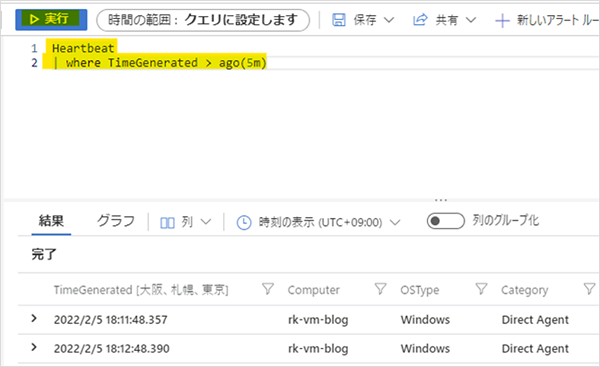 実行 時間の範囲: クエリに設定します 保存 共有 新しいアラート ルー
1 Heartbeat
2 | where TimeGenerated > ago(5m)
...
結果 グラフ 列 時刻の表示 (UTC+09:00) 列のグループ化
完了
TimeGenerated [大阪、札幌、東京] Computer OSType Category
2022/2/5 18:11:48.357 rk-vm-blog Windows Direct Agent
2022/2/5 18:12:48.390 rk-vm-blog Windows Direct Agent